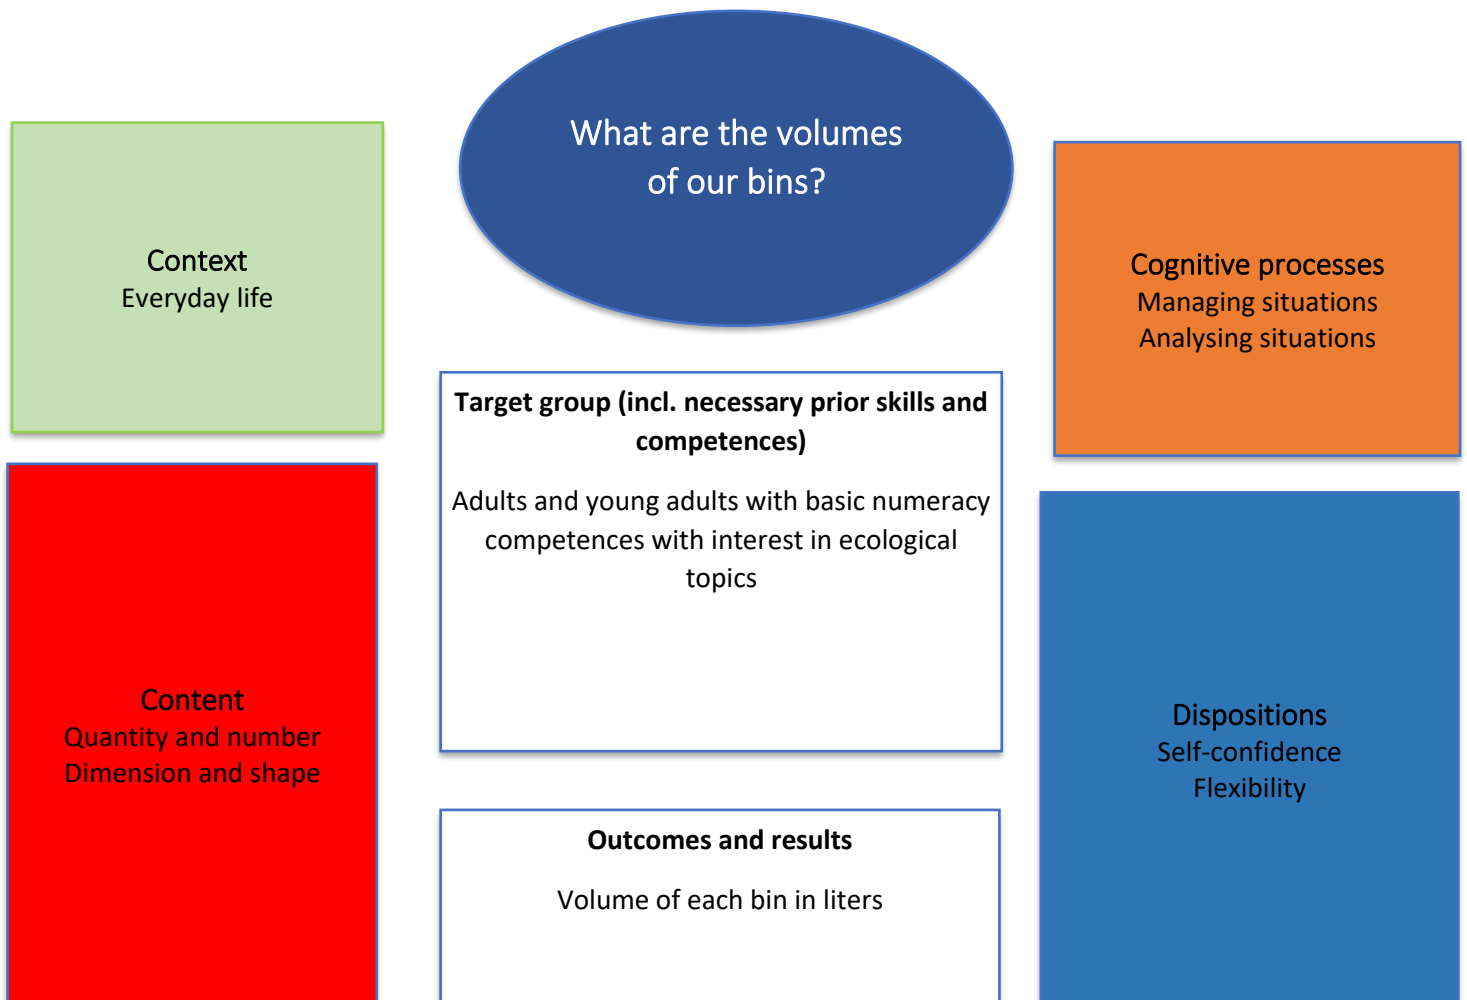 What are the volumes
of our bins?
Context
Everyday life
Cognitive processes
Managing situations
Analysing situations
Target group (incl. necessary prior skills and
competences)
Adults and young adults with basic numeracy
competences with interest in ecological
topics
Content
Quantity and number
Dimension and shape
Dispositions
Self-confidence
Flexibility
Outcomes and results
Volume of each bin in liters